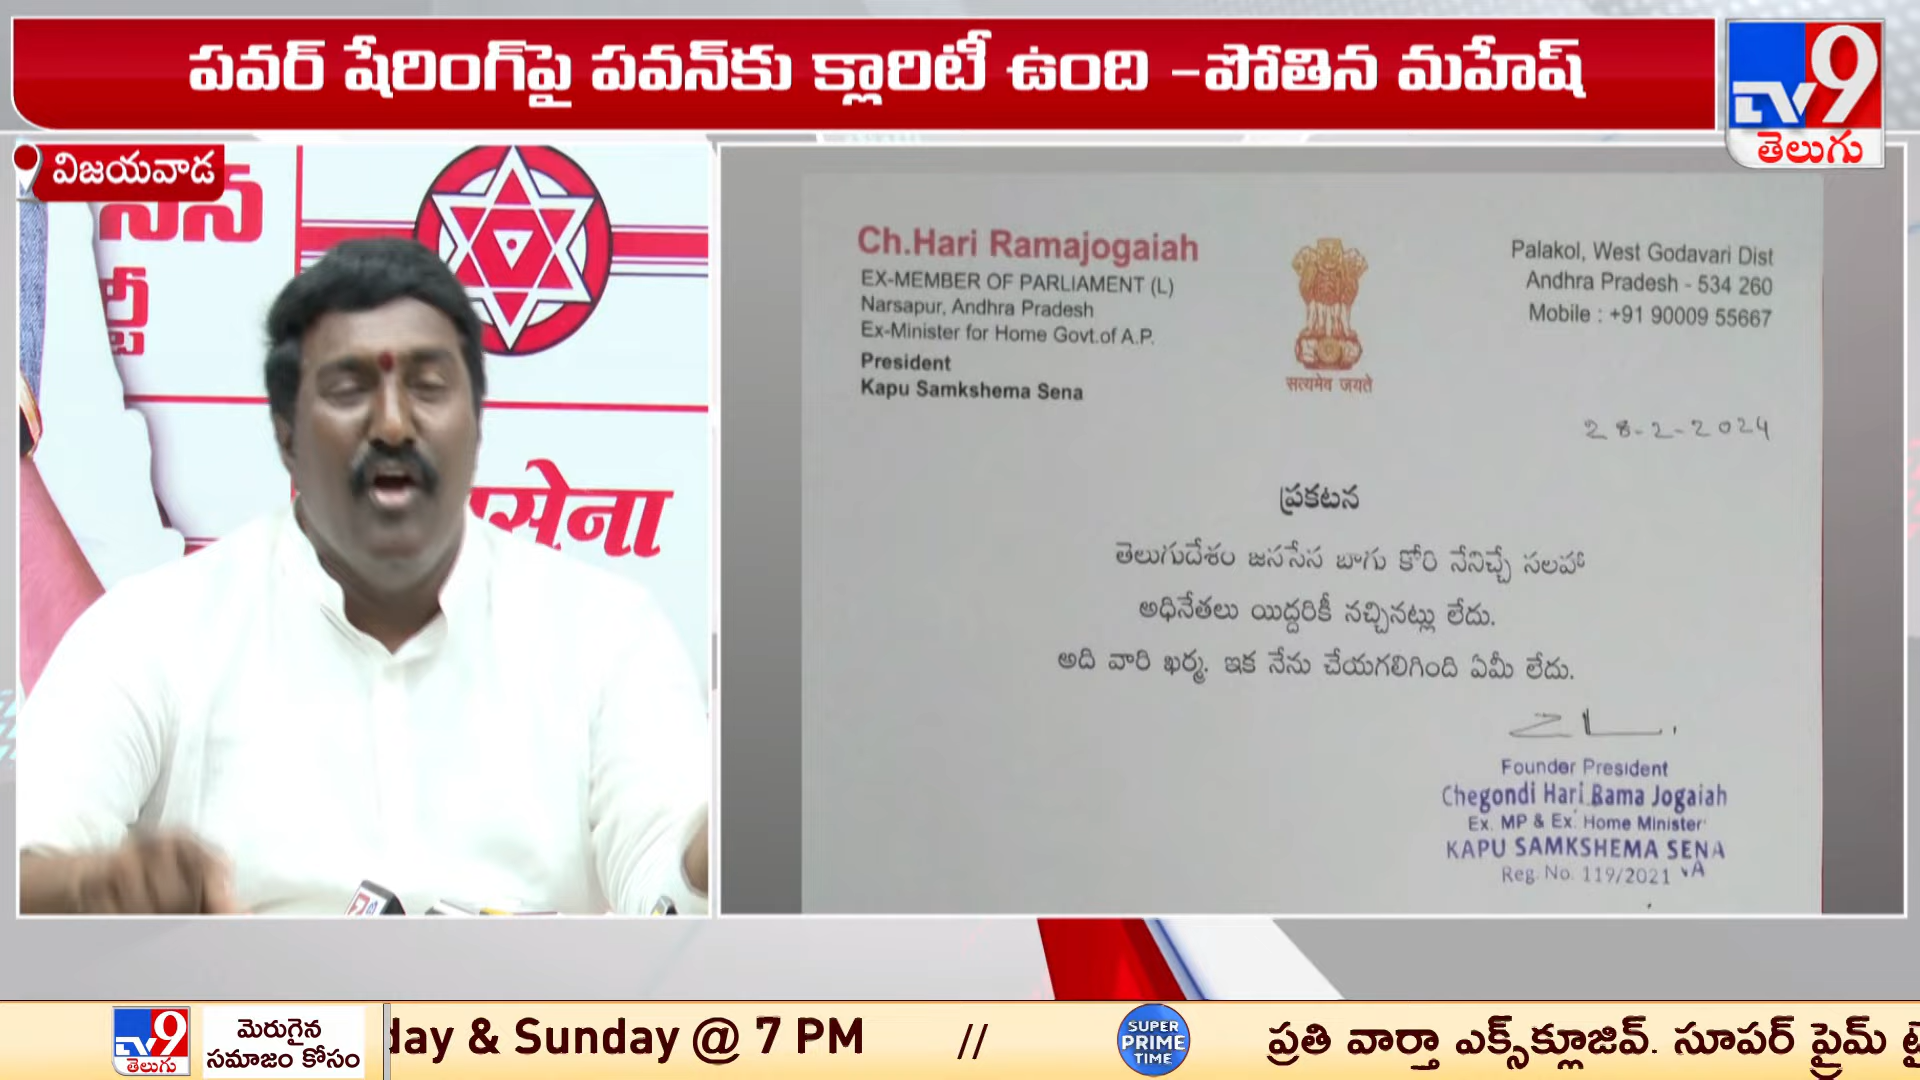 పవర్ షేరింగ్‌పై పవన్‌కు క్లారిటీ ఉంది -పోతిన మహేష్
TV9
తెలుగు
విజయవాడ
Ch.Hari Ramajogaiah
EX-MEMBER OF PARLIAMENT (L)
Narsapur, Andhra Pradesh
Ex-Minister for Home Govt.of A.P.
President
Kapu Samkshema Sena
सत्यमेव जयते
Palakol, West Godavari Dist
Andhra Pradesh - 534 260
Mobile : +91 90009 55667
28-2-2024
ప్రకటన
తెలుగుదేశం జనసేన బాగు కోరి నేనిచ్చే సలహా
అధినేతలు యిద్దరికీ నచ్చినట్లు లేదు.
అది వారి ఖర్మ. ఇక నేను చేయగలిగింది ఏమీ లేదు.
Founder President
Chegondi Hari Rama Jogaiah
Ex. MP & Ex. Home Minister
KAPU SAMKSHEMA SENA
Reg. No. 119/2021
TV9
తెలుగు
మెరుగైన
సమాజం కోసం
day & Sunday @ 7 PM // SUPER PRIME TIME ప్రతి వార్తా ఎక్స్‌క్లూజివ్. సూపర్ ప్రైమ్ టై